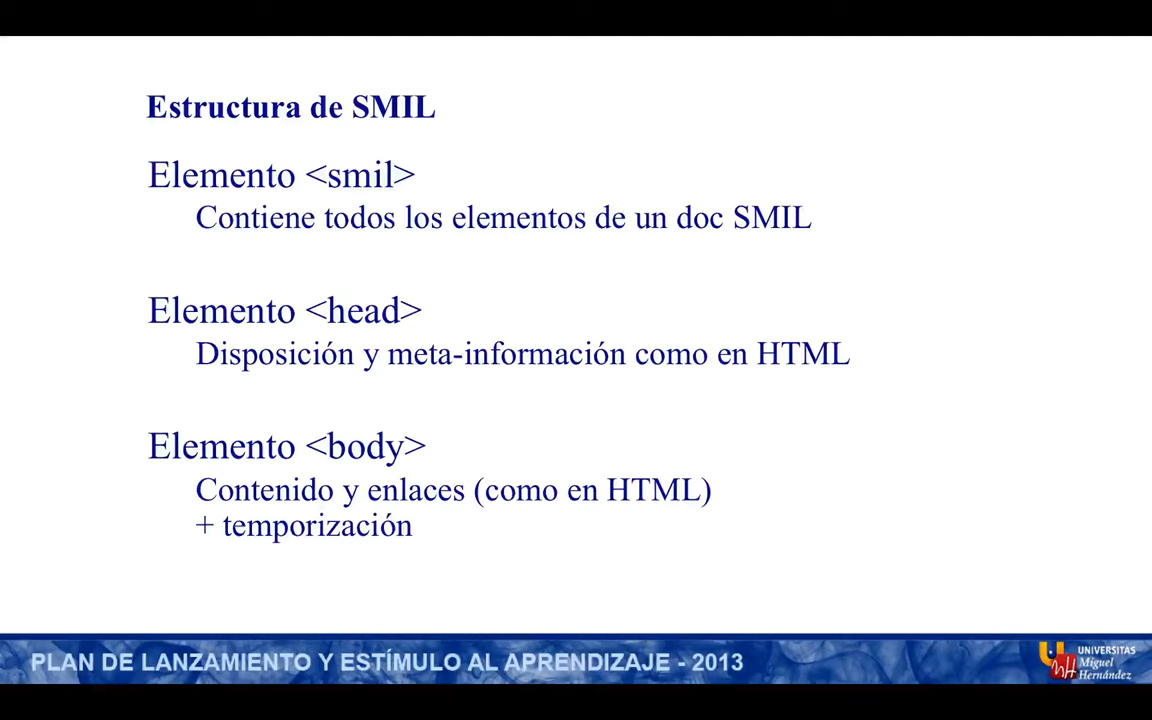 Estructura de SMIL
Elemento <smil>
Contiene todos los elementos de un doc SMIL
Elemento <head>
Disposición y meta-información como en HTML
Elemento <body>
Contenido y enlaces (como en HTML)
+ temporización
PLAN DE LANZAMIENTO Y ESTÍMULO AL APRENDIZAJE - 2013
UNIVERSITAS
Miguel
Hernández